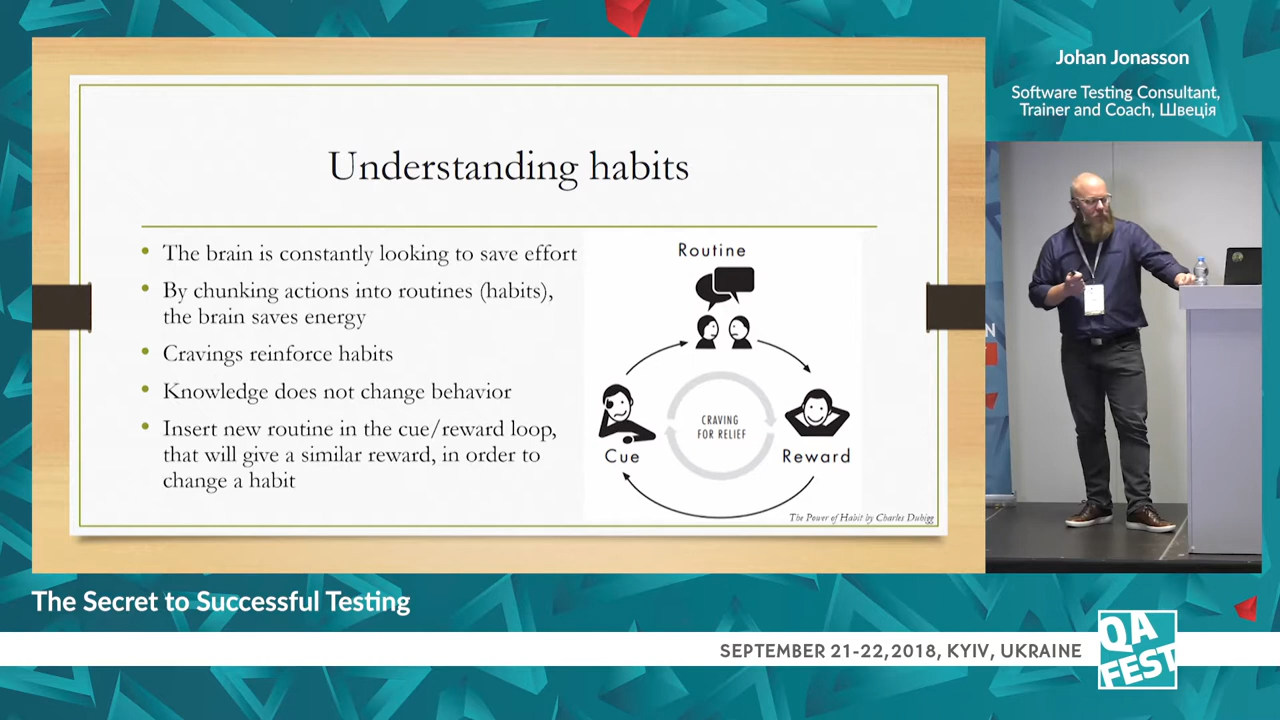 Understanding habits
• The brain is constantly looking to save effort
• By chunking actions into routines (habits),
the brain saves energy
• Cravings reinforce habits
• Knowledge does not change behavior
• Insert new routine in the cue/reward loop,
that will give a similar reward, in order to
change a habit
Routine
CRAVING
FOR RELIEF
Cue
Reward
The Power of Habit by Charles Duhigg
Johan Jonasson
Software Testing Consultant,
Trainer and Coach, Швеція
The Secret to Successful Testing
SEPTEMBER 21-22,2018, KYIV, UKRAINE
QA
FEST